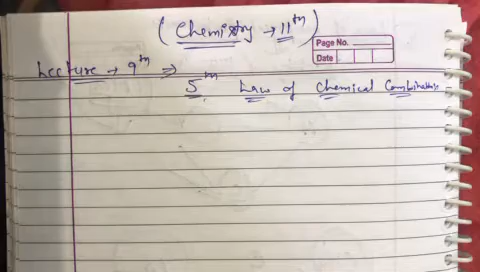 (Chemistry → 11th)
Page No.
Date
Lecture → 9th ⇒
5th Law of Chemical Combination